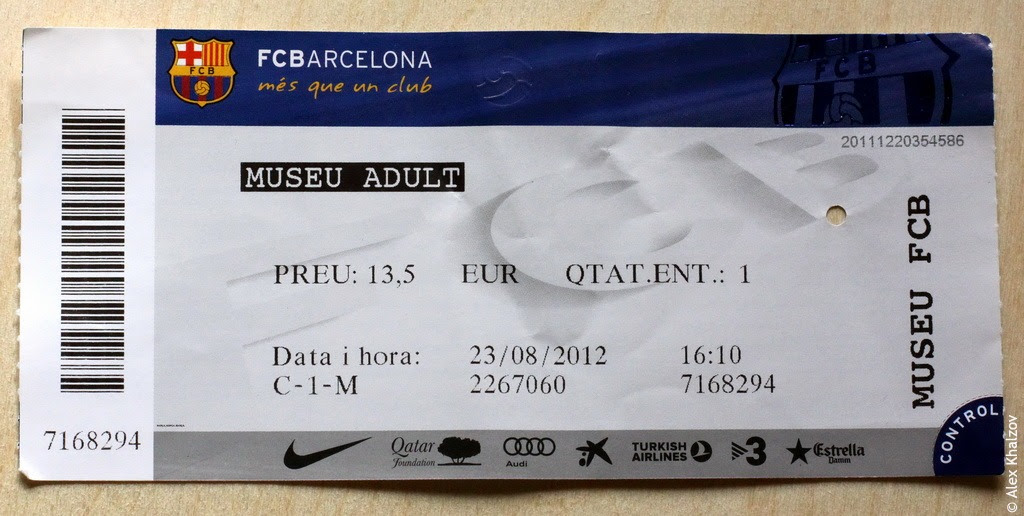 FCB
FCBARCELONA
més que un club
FCB
20111220354586
MUSEU ADULT
PREU: 13,5 EUR QTAT.ENT.: 1
Data i hora: 23/08/2012 16:10
C-1-M 2267060 7168294
MUSEU FCB
7168294
Qatar
Foundation
Audi
TURKISH
AIRLINES
3
Estrella
Damm
CONTROL
© Alex Khaizov